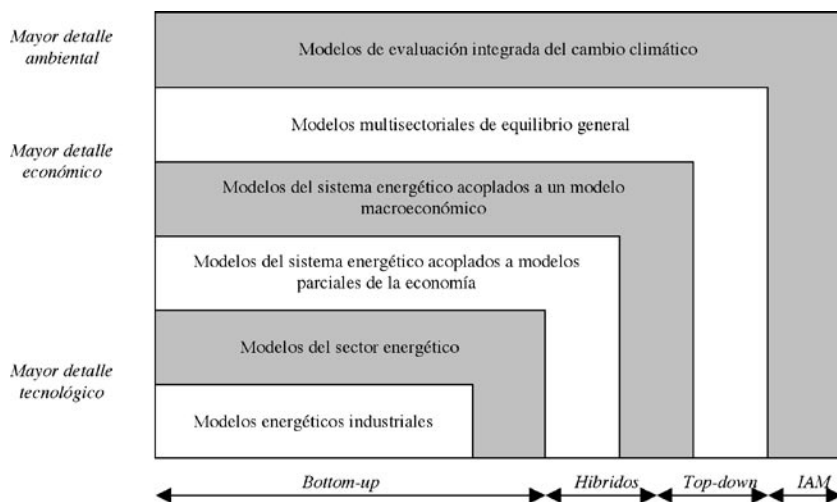 Mayor detalle
ambiental
Modelos de evaluación integrada del cambio climático
Modelos multisectoriales de equilibrio general
Mayor detalle
económico
Modelos del sistema energético acoplados a un modelo
macroeconómico
Modelos del sistema energético acoplados a modelos
parciales de la economía
Modelos del sector energético
Mayor detalle
tecnológico
Modelos energéticos industriales
Bottom-up
Hibridos
Top-down
IAM